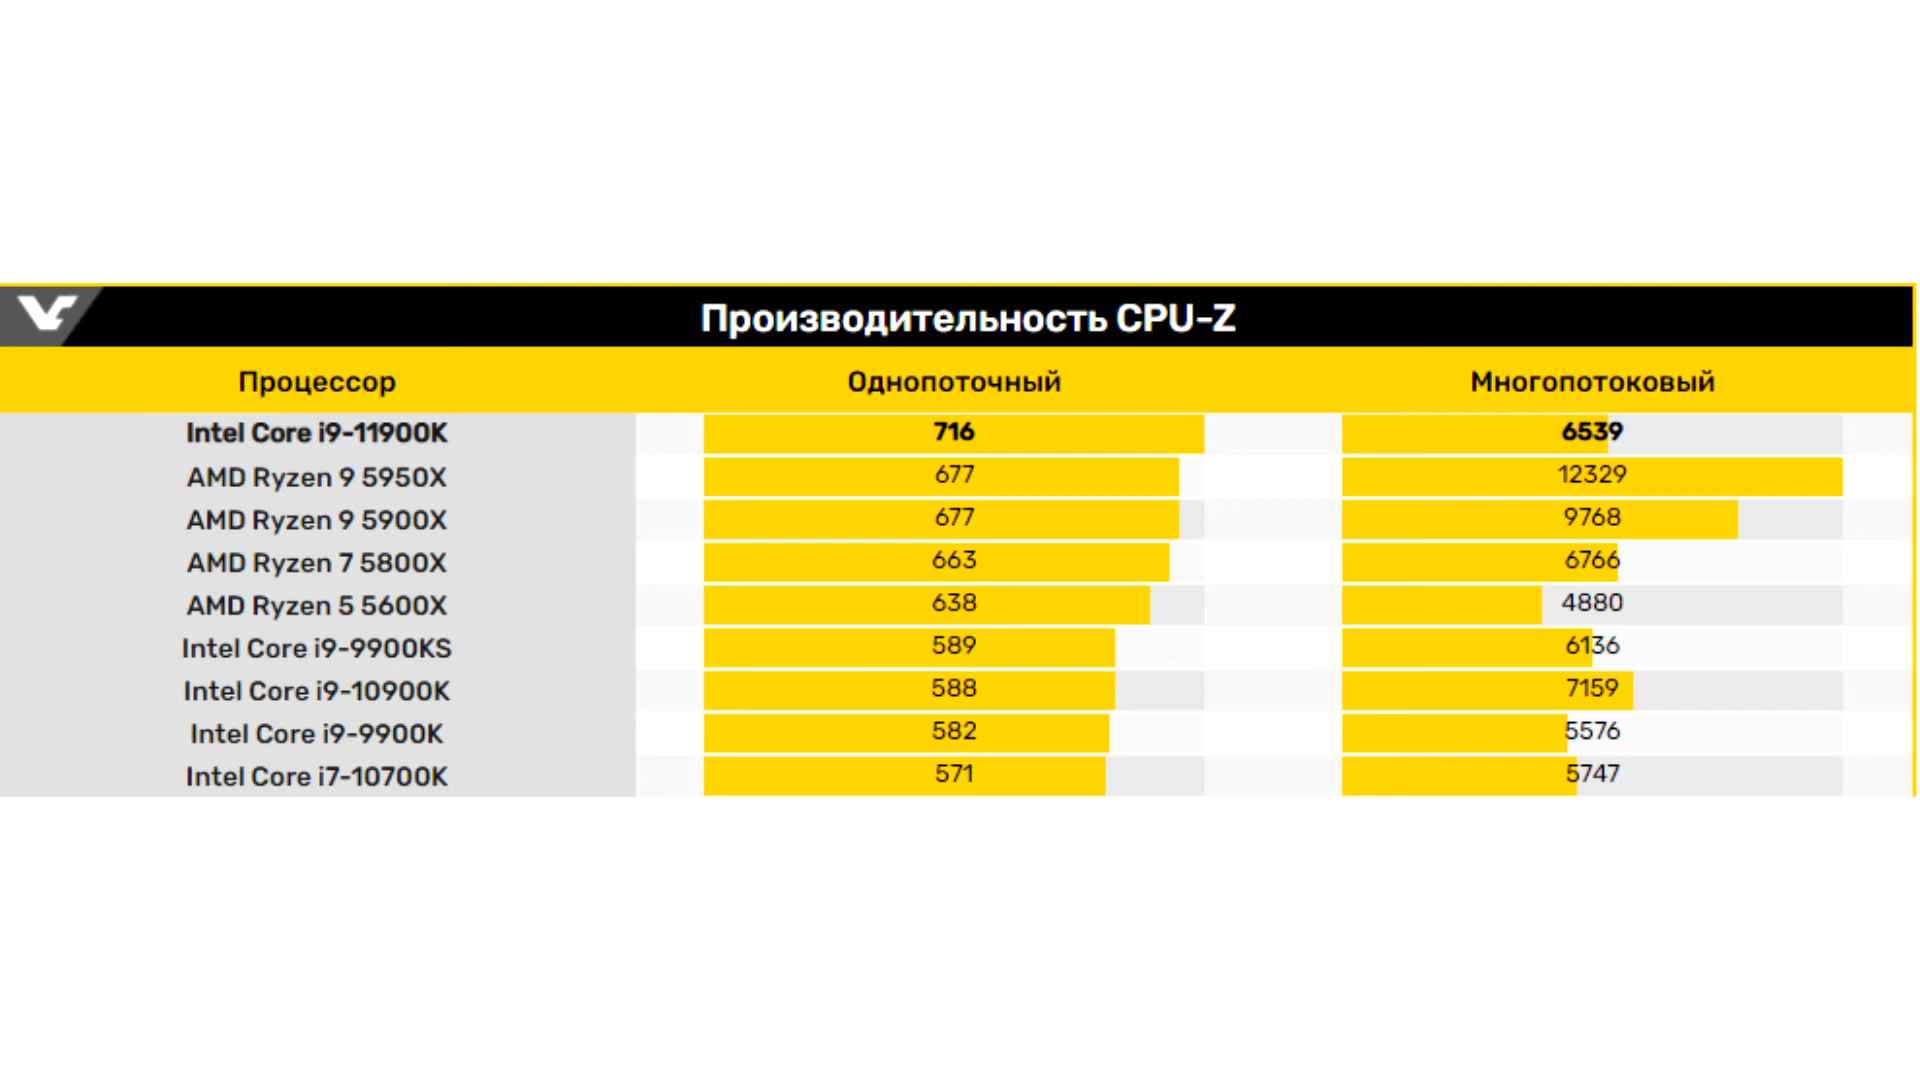 Производительность CPU-Z
Процессор Однопоточный Многопотоковый
Intel Core i9-11900K 716 6539
AMD Ryzen 9 5950X 677 12329
AMD Ryzen 9 5900X 677 9768
AMD Ryzen 7 5800X 663 6766
AMD Ryzen 5 5600X 638 4880
Intel Core i9-9900KS 589 6136
Intel Core i9-10900K 588 7159
Intel Core i9-9900K 582 5576
Intel Core i7-10700K 571 5747